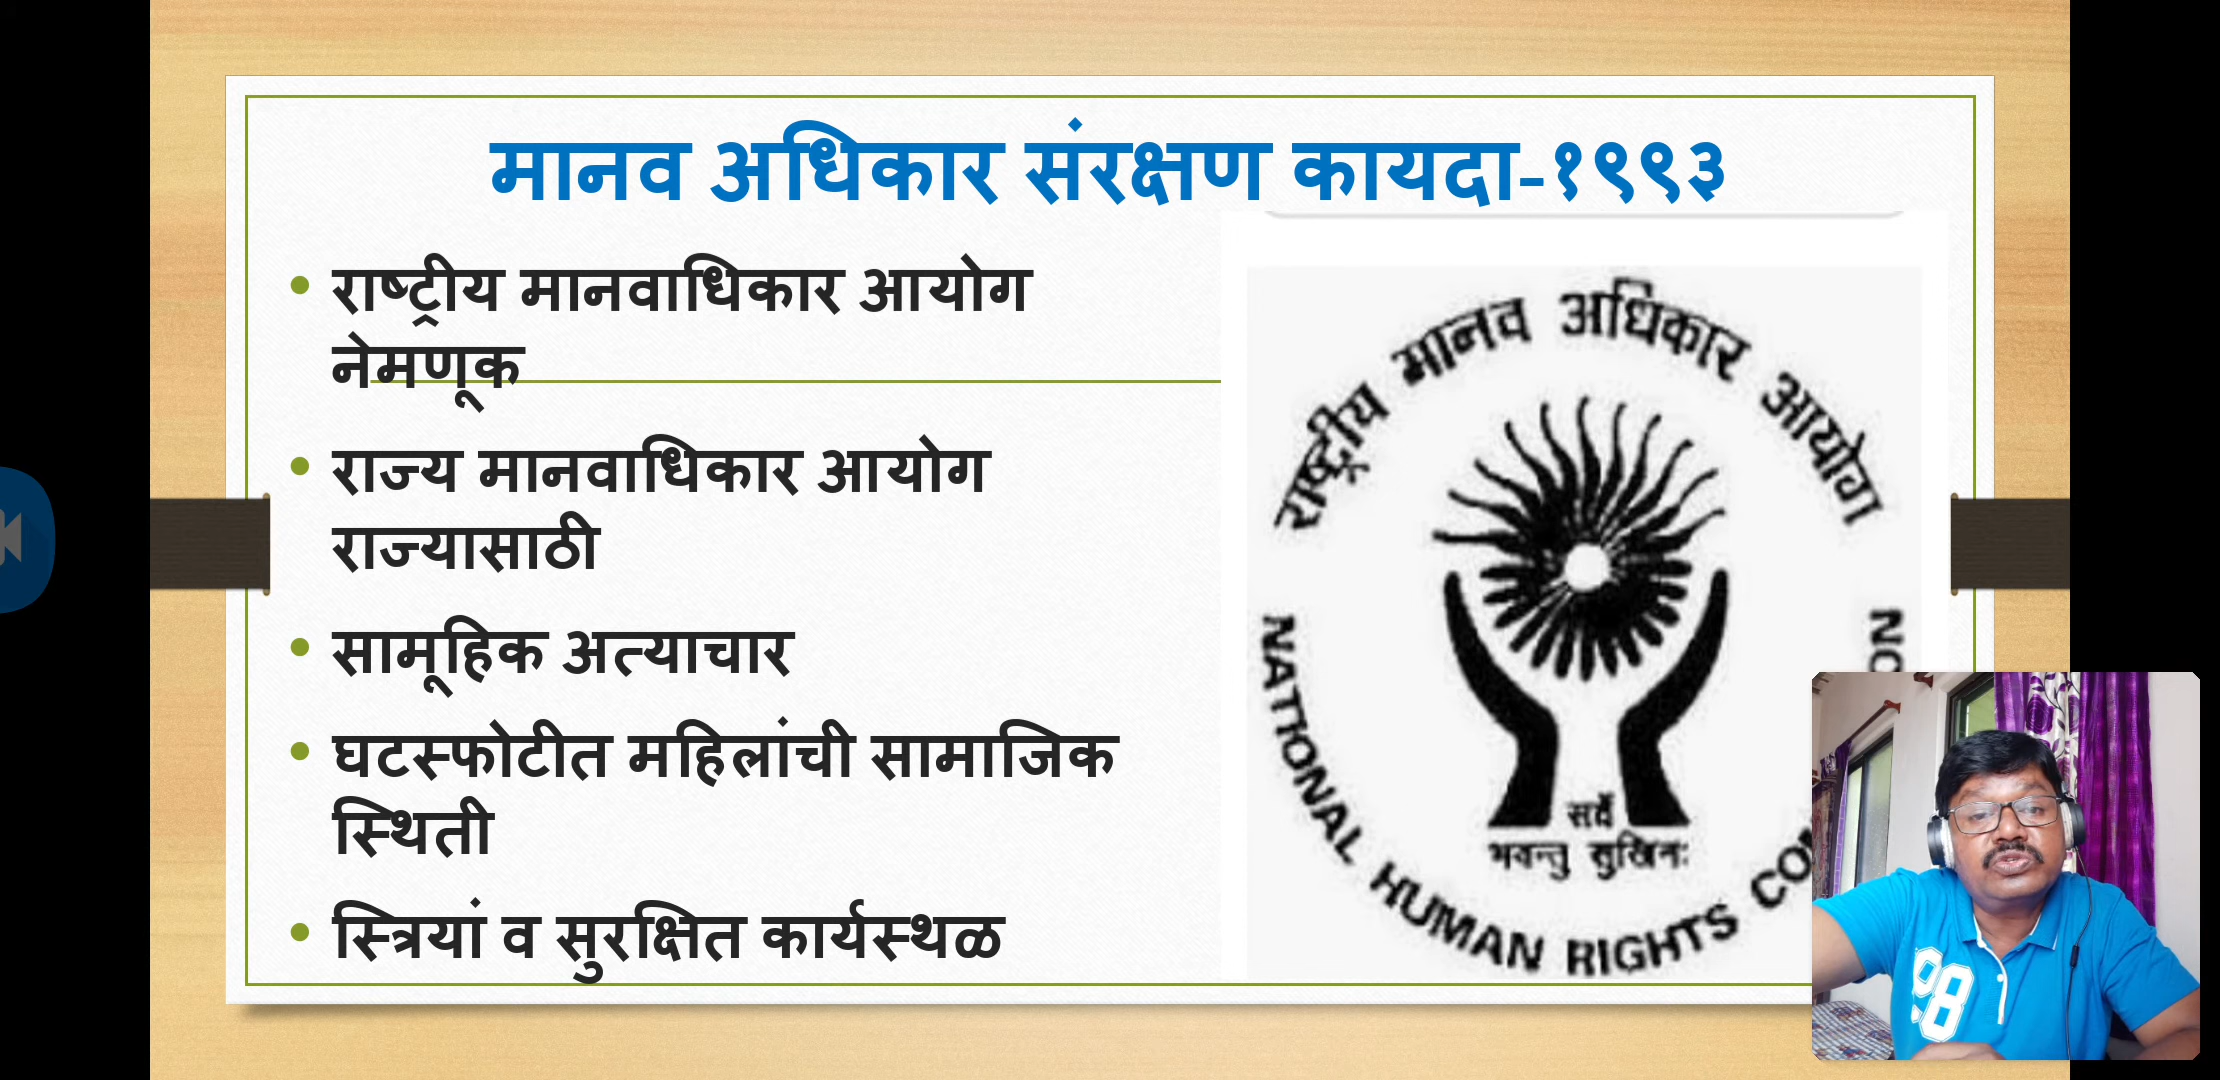 मानव अधिकार संरक्षण कायदा-१९९३
• राष्ट्रीय मानवाधिकार आयोग
नेमणूक
• राज्य मानवाधिकार आयोग
राज्यासाठी
• सामूहिक अत्याचार
• घटस्फोटीत महिलांची सामाजिक
स्थिती
• स्त्रियां व सुरक्षित कार्यस्थळ
राष्ट्रीय मानव अधिकार आयोग
सर्वे
भवन्तु सुखिनः
NATIONAL HUMAN RIGHTS
98